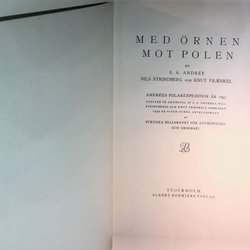 MED ÖRNEN
MOT POLEN
AV
S. A. ANDRÉE
NILS STRINDBERG OCH KNUT FRÆNKEL
ANDRÉES POLAREXPEDITION ÅR 1897
AV
SVENSKA SÄLLSKAPET FÖR ANTROPOLOGI
OCH GEOGRAFI
STOCKHOLM
ALBERT BONNIERS FÖRLAG